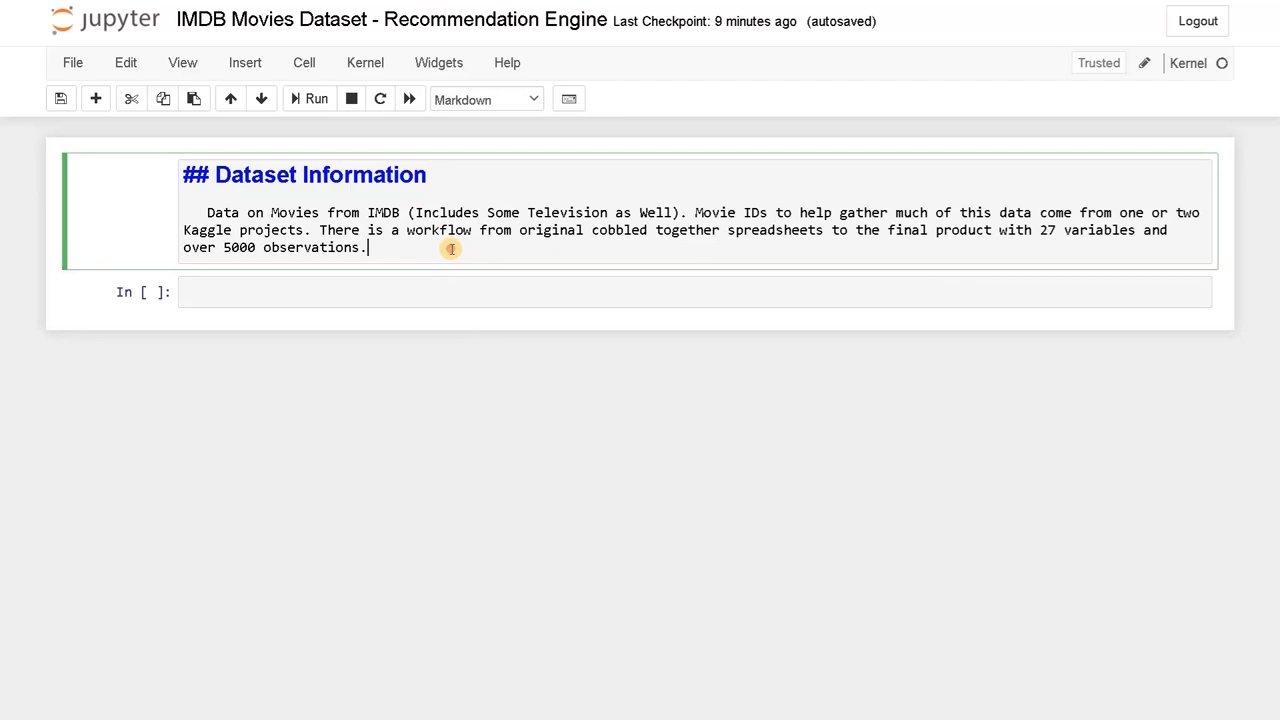 jupyter IMDB Movies Dataset - Recommendation Engine Last Checkpoint: 9 minutes ago (autosaved) Logout
File Edit View Insert Cell Kernel Widgets Help Trusted Kernel
Run Markdown
## Dataset Information
Data on Movies from IMDB (Includes Some Television as Well). Movie IDs to help gather much of this data come from one or two
Kaggle projects. There is a workflow from original cobbled together spreadsheets to the final product with 27 variables and
over 5000 observations.
In [ ]: